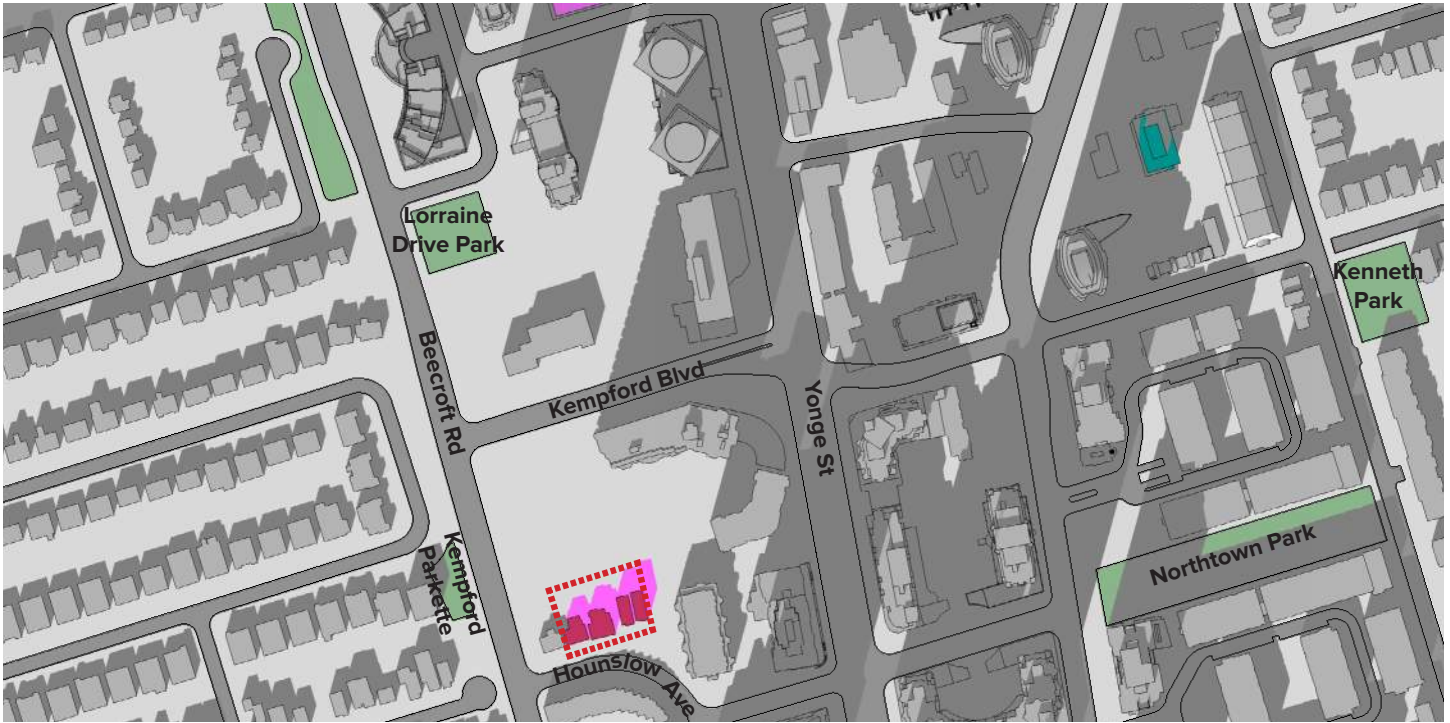 Lorraine
Drive Park
Kenneth
Park
Beecroft Rd
Kempford Blvd
Yonge St
Kempford
Parkette
Northtown Park
Hounslow Ave